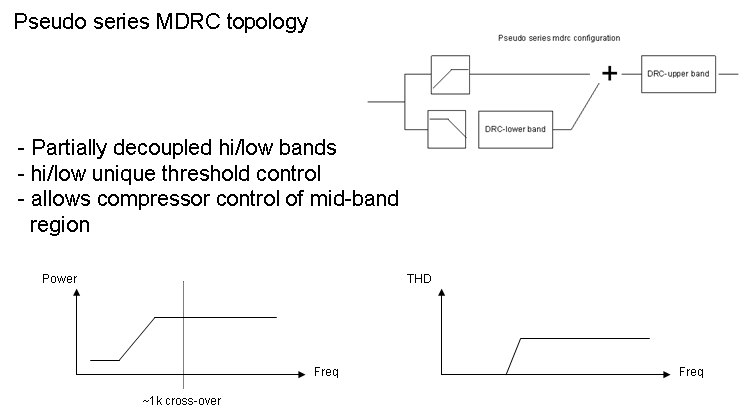 Pseudo series MDRC topology
Pseudo series mdrc configuration
+
DRC-upper band
DRC-lower band
- Partially decoupled hi/low bands
- hi/low unique threshold control
- allows compressor control of mid-band
region
Power
Freq
~1k cross-over
THD
Freq